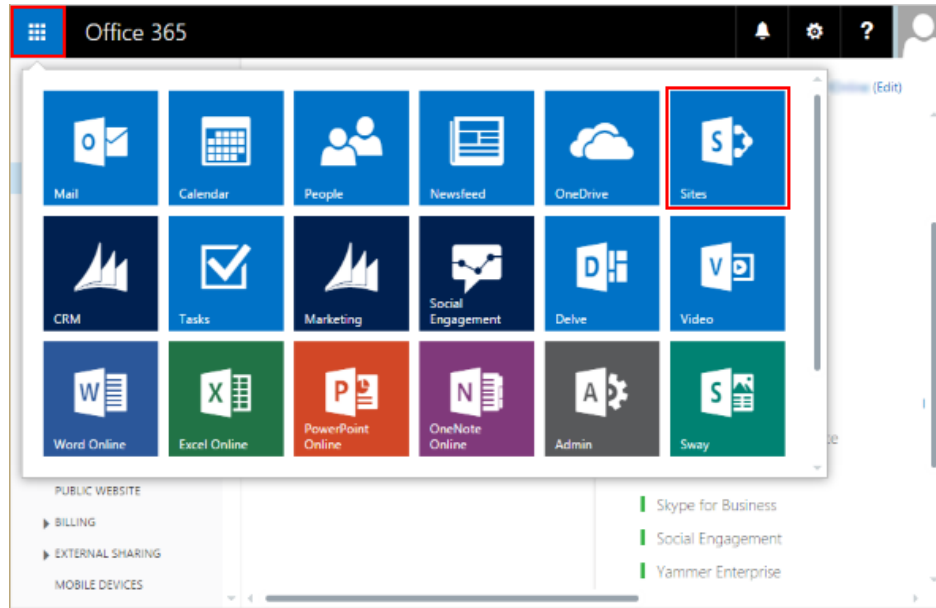 Office 365
?
(Edit)
Mail
Calendar
People
Newsfeed
OneDrive
Sites
CRM
Tasks
Marketing
Social
Engagement
Delve
Video
Word Online
Excel Online
PowerPoint
Online
OneNote
Online
Admin
Sway
PUBLIC WEBSITE
BILLING
EXTERNAL SHARING
MOBILE DEVICES
Skype for Business
Social Engagement
Yammer Enterprise